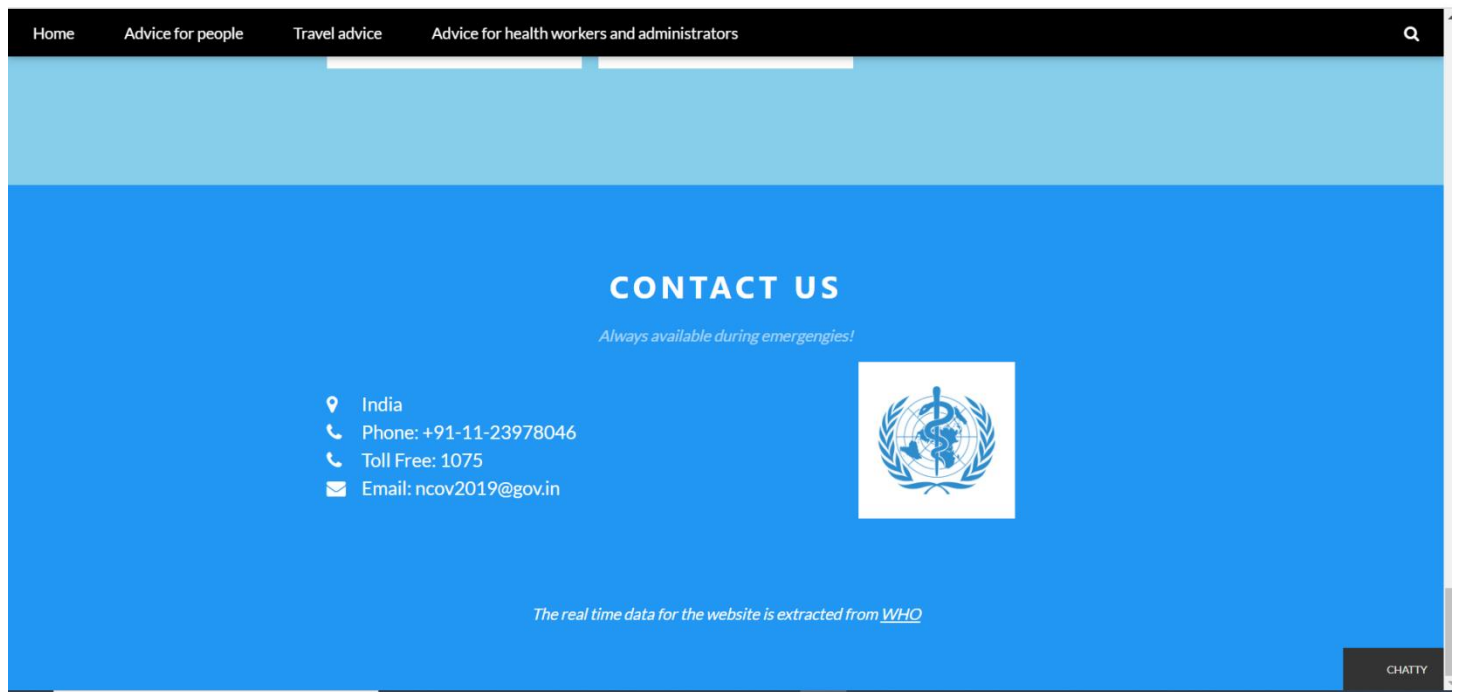 Home Advice for people Travel advice Advice for health workers and administrators
CONTACT US
Always available during emergengies!
India
Phone: +91-11-23978046
Toll Free: 1075
Email: ncov2019@gov.in
The real time data for the website is extracted from WHO
CHATTY